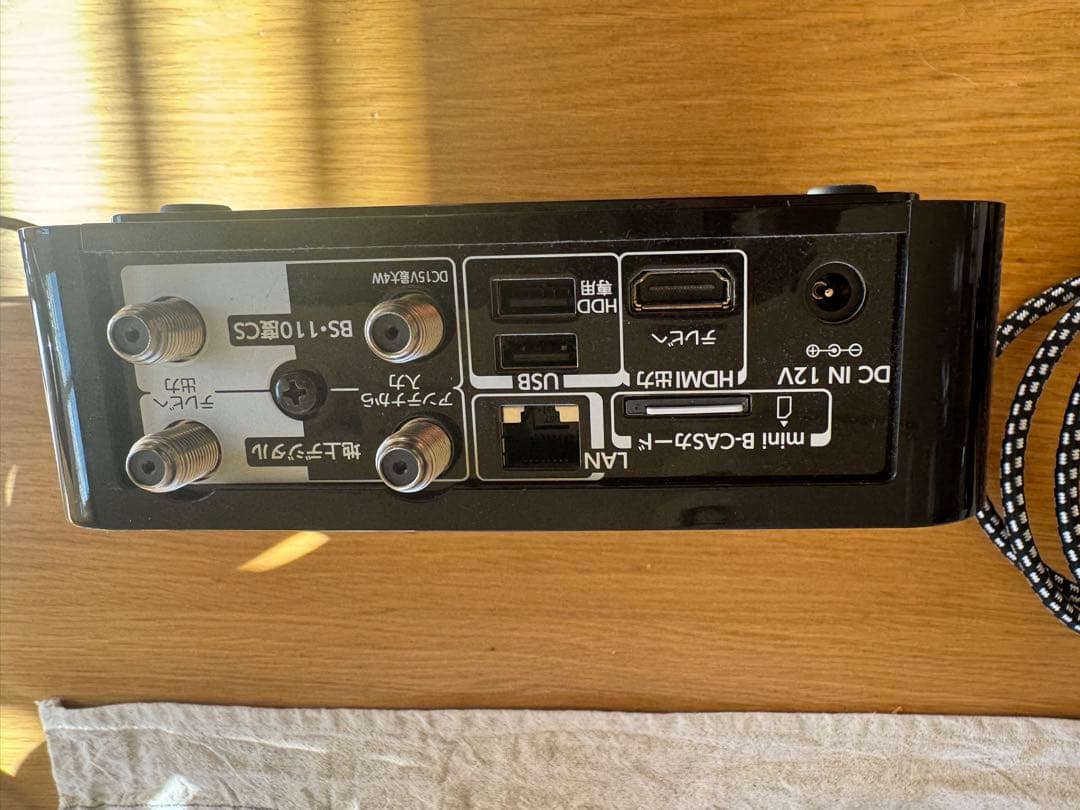 mini B-CASカード
LAN
地上デジタル
アンテナから
入力
テレビへ
出力
DC IN 12V
HDMI出力
テレビへ
USB
HDD
専用
BS・110度CS
DC15V最大4W